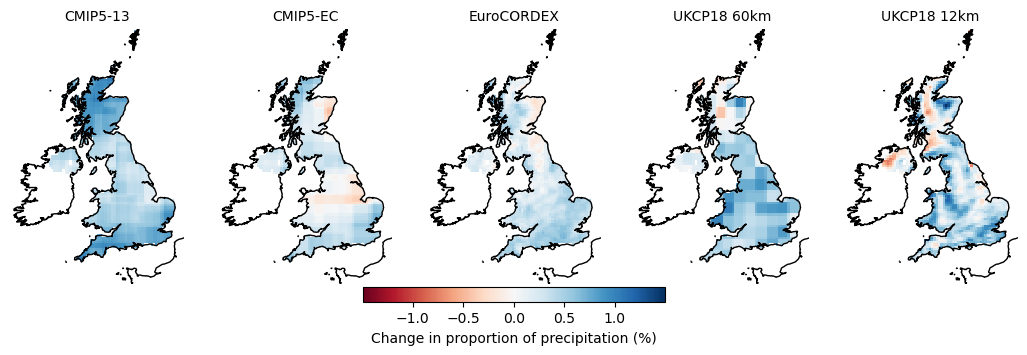 CMIP5-13 CMIP5-EC EuroCORDEX UKCP18 60km UKCP18 12km
−1.0 −0.5 0.0 0.5 1.0
Change in proportion of precipitation (%)